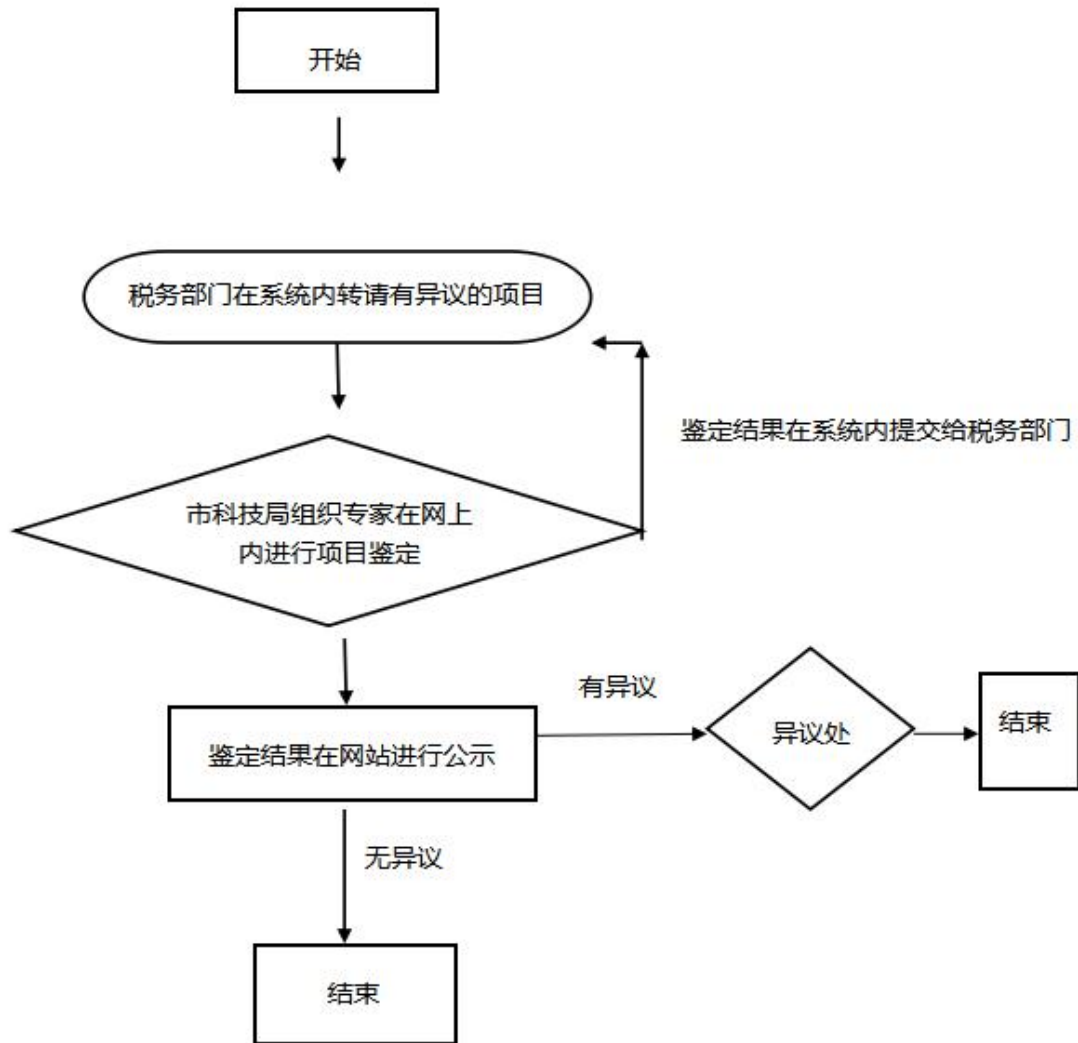 开始
税务部门在系统内转请有异议的项目
鉴定结果在系统内提交给税务部门
市科技局组织专家在网上
内进行项目鉴定
有异议
异议处
结束
鉴定结果在网站进行公示
无异议
结束